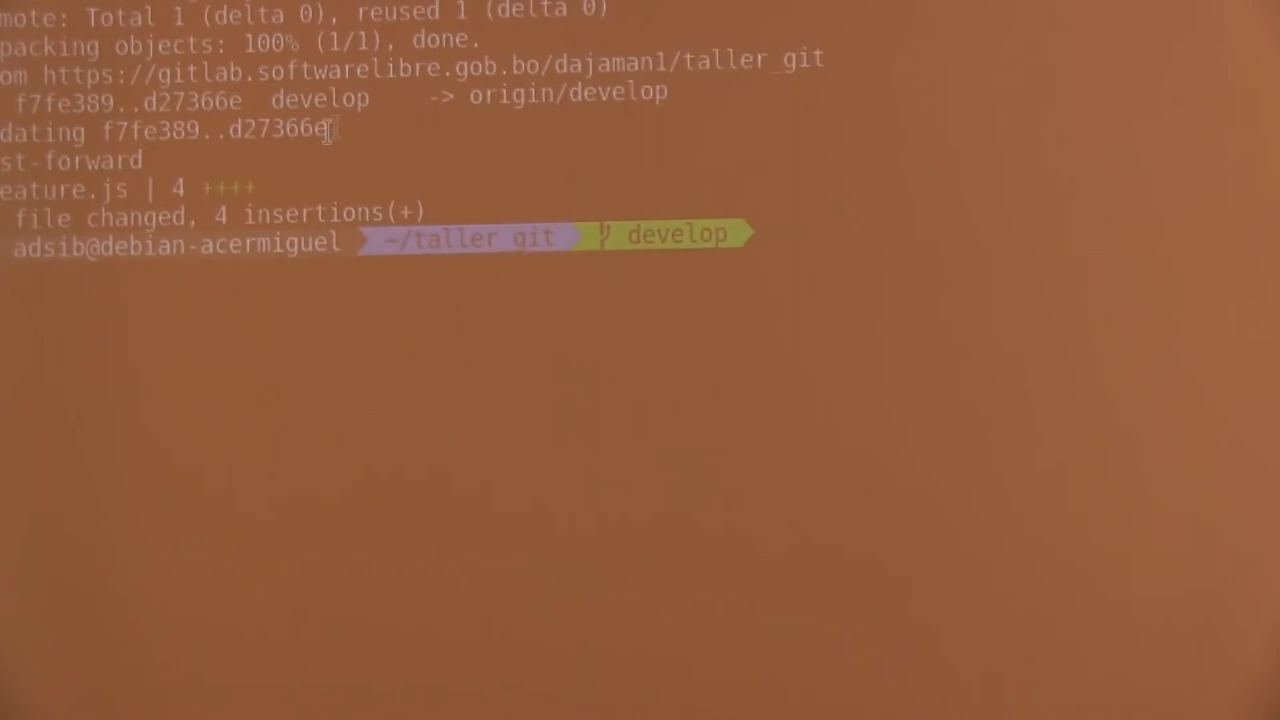 mote: Total 1 (delta 0), reused 1 (delta 0)
packing objects: 100% (1/1), done.
om https://gitlab.softwarelibre.gob.bo/dajaman1/taller_git
f7fe389..d27366e  develop    -> origin/develop
dating f7fe389..d27366e
st-forward
eature.js | 4 ++++
file changed, 4 insertions(+)
adsib@debian-acermiguel ~/taller_git develop